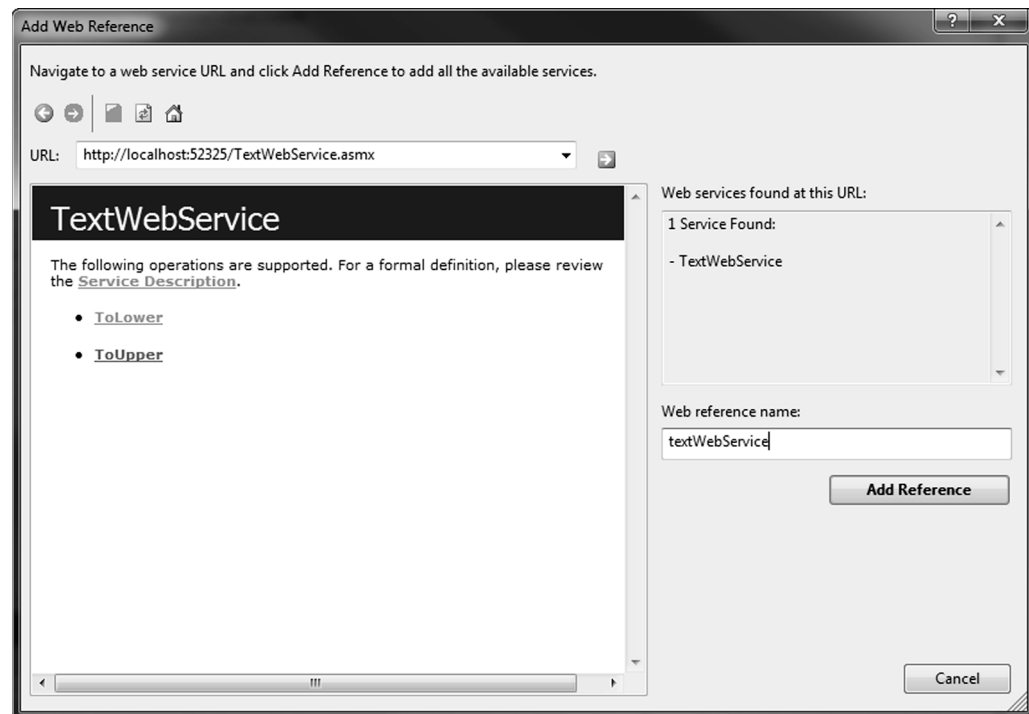 Add Web Reference
?
X
Navigate to a web service URL and click Add Reference to add all the available services.
URL: http://localhost:52325/TextWebService.asmx
TextWebService
The following operations are supported. For a formal definition, please review
the Service Description.
• ToLower
• ToUpper
Web services found at this URL:
1 Service Found:
- TextWebService
Web reference name:
textWebService
Add Reference
Cancel